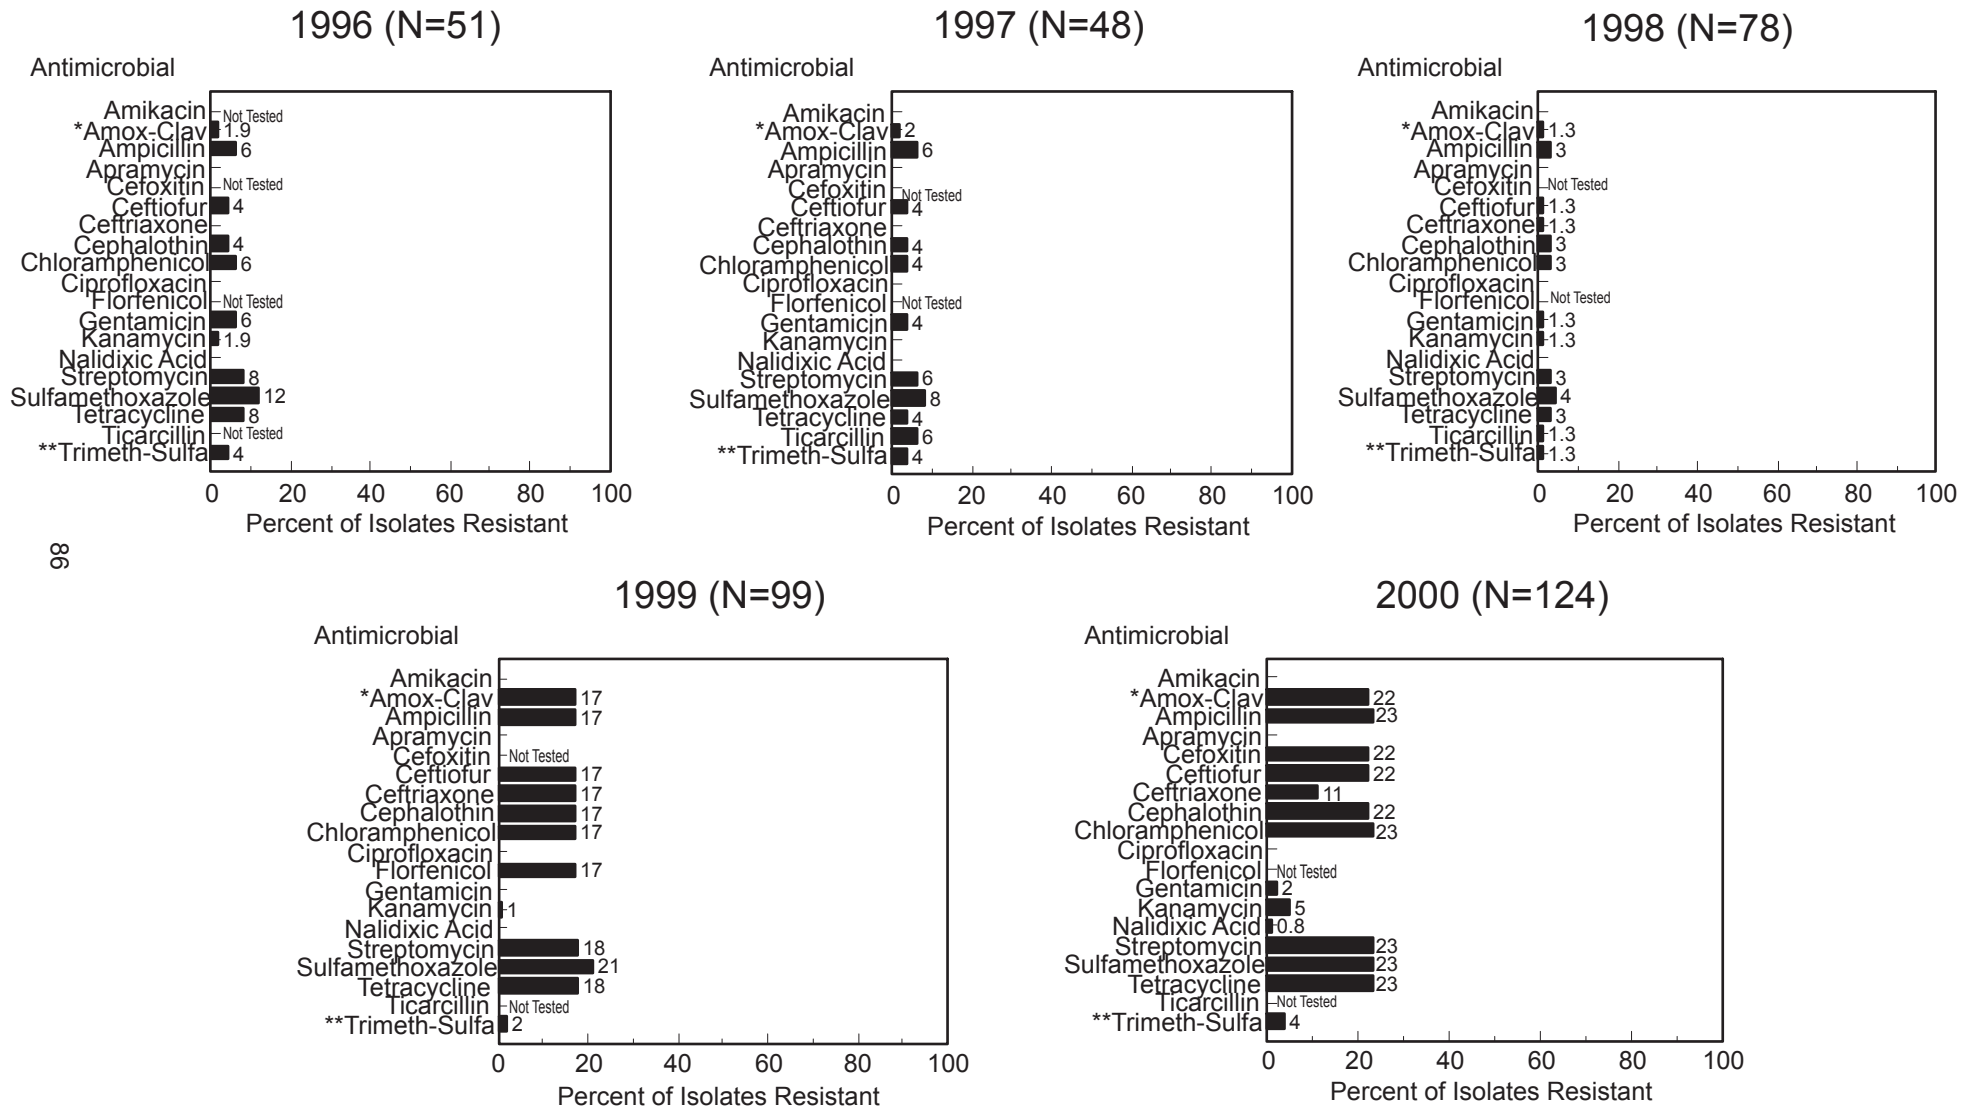 1996 (N=51)
Antimicrobial
Amikacin Not Tested
*Amox-Clav 1.9
Ampicillin 6
Apramycin
Cefoxitin Not Tested
Ceftiofur 4
Ceftriaxone
Cephalothin 4
Chloramphenicol 6
Ciprofloxacin
Florfenicol Not Tested
Gentamicin 6
Kanamycin 1.9
Nalidixic Acid
Streptomycin 8
Sulfamethoxazole 12
Tetracycline 8
Ticarcillin Not Tested
**Trimeth-Sulfa 4
0 20 40 60 80 100
Percent of Isolates Resistant
1997 (N=48)
Antimicrobial
Amikacin
*Amox-Clav 2
Ampicillin 6
Apramycin
Cefoxitin Not Tested
Ceftiofur 4
Ceftriaxone
Cephalothin 4
Chloramphenicol 4
Ciprofloxacin
Florfenicol Not Tested
Gentamicin 4
Kanamycin
Nalidixic Acid
Streptomycin 6
Sulfamethoxazole 8
Tetracycline 4
Ticarcillin 6
**Trimeth-Sulfa 4
0 20 40 60 80 100
Percent of Isolates Resistant
1998 (N=78)
Antimicrobial
Amikacin
*Amox-Clav 1.3
Ampicillin 3
Apramycin
Cefoxitin Not Tested
Ceftiofur 1.3
Ceftriaxone 1.3
Cephalothin 3
Chloramphenicol 3
Ciprofloxacin
Florfenicol Not Tested
Gentamicin 1.3
Kanamycin 1.3
Nalidixic Acid
Streptomycin 3
Sulfamethoxazole 4
Tetracycline 3
Ticarcillin 1.3
**Trimeth-Sulfa 1.3
0 20 40 60 80 100
Percent of Isolates Resistant
86
1999 (N=99)
Antimicrobial
Amikacin
*Amox-Clav 17
Ampicillin 17
Apramycin
Cefoxitin Not Tested
Ceftiofur 17
Ceftriaxone 17
Cephalothin 17
Chloramphenicol 17
Ciprofloxacin
Florfenicol 17
Gentamicin
Kanamycin 1
Nalidixic Acid
Streptomycin 18
Sulfamethoxazole 21
Tetracycline 18
Ticarcillin Not Tested
**Trimeth-Sulfa 2
0 20 40 60 80 100
Percent of Isolates Resistant
2000 (N=124)
Antimicrobial
Amikacin
*Amox-Clav 22
Ampicillin 23
Apramycin
Cefoxitin 22
Ceftiofur 22
Ceftriaxone 11
Cephalothin 22
Chloramphenicol 23
Ciprofloxacin
Florfenicol Not Tested
Gentamicin 2
Kanamycin 5
Nalidixic Acid 0.8
Streptomycin 23
Sulfamethoxazole 23
Tetracycline 23
Ticarcillin Not Tested
**Trimeth-Sulfa 4
0 20 40 60 80 100
Percent of Isolates Resistant